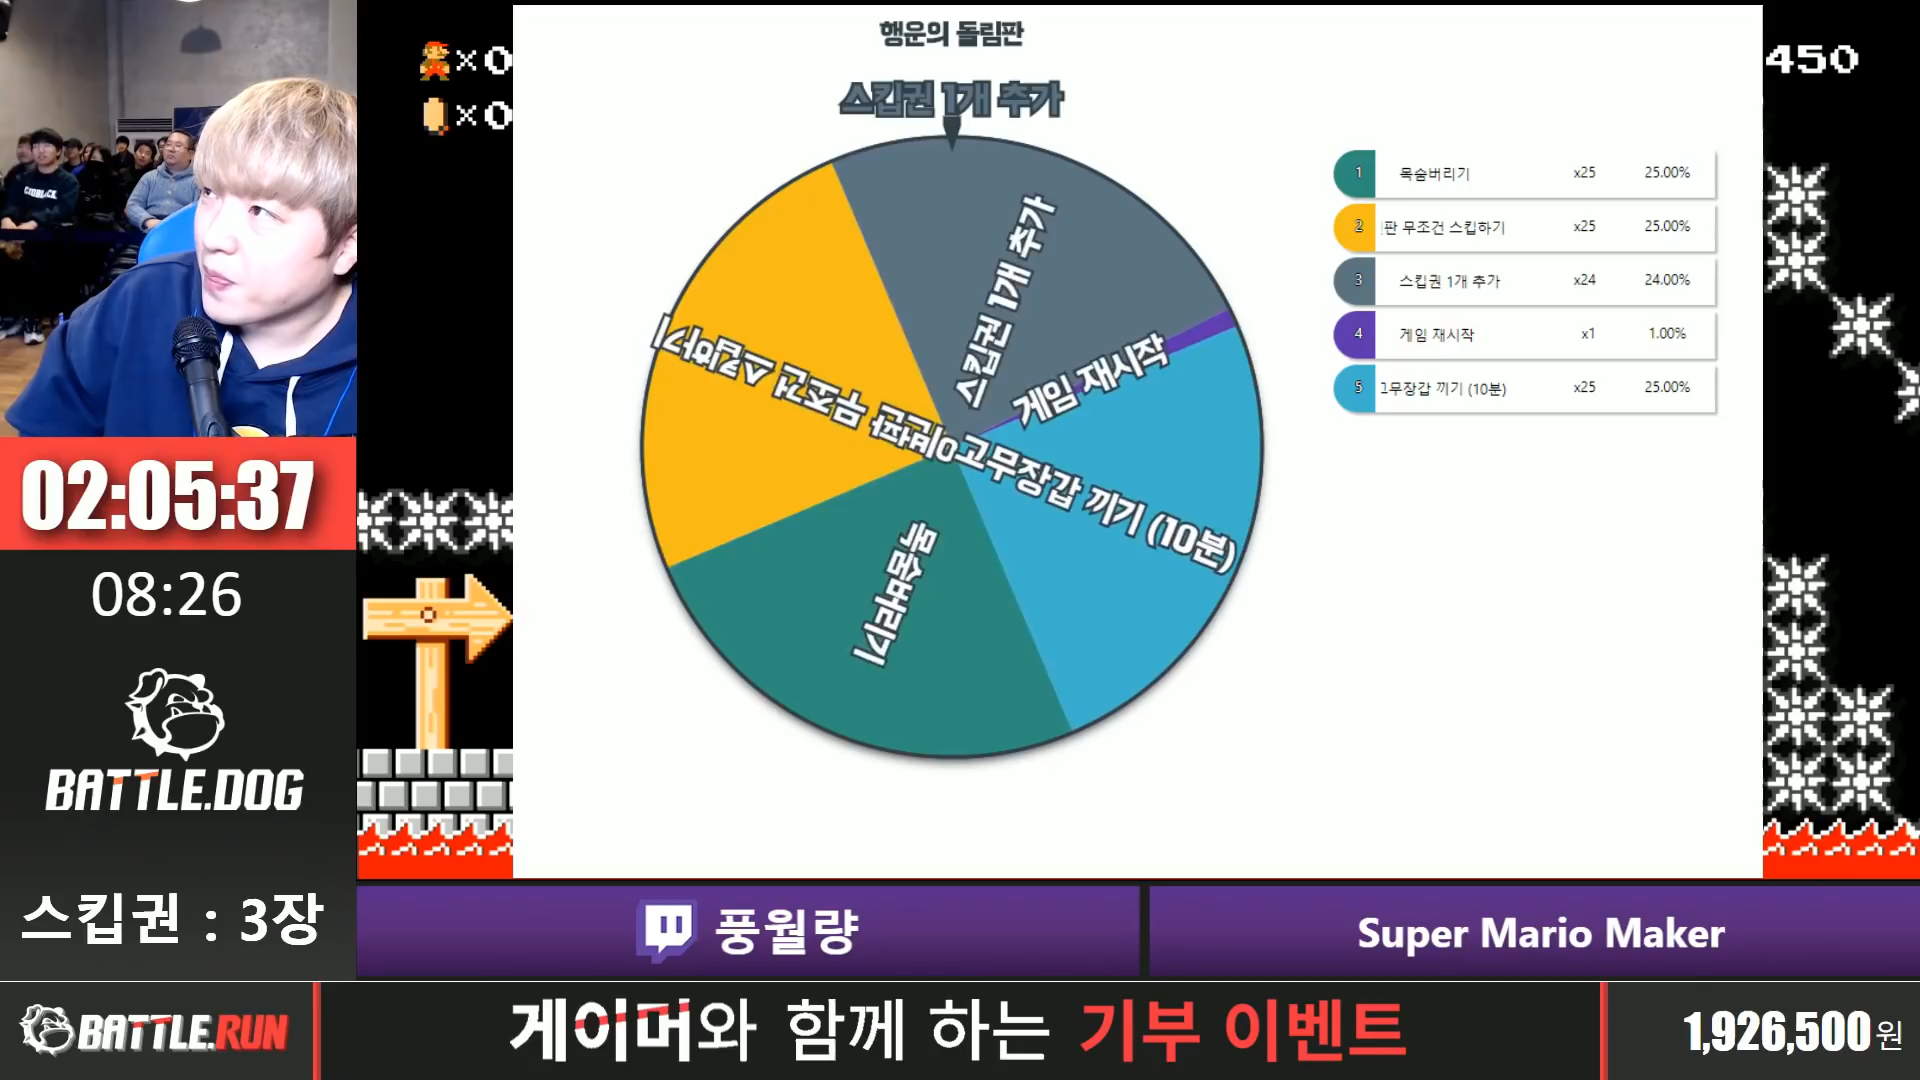 ×0
×0
450
행운의 돌림판
스킵권 1개 추가
스킵권 1개 추가
게임 재시작
고무장갑 끼기 (10분)
목숨버리기
이번판 무조건 스킵하기
1 목숨버리기 x25 25.00%
2 판 무조건 스킵하기 x25 25.00%
3 스킵권 1개 추가 x24 24.00%
4 게임 재시작 x1 1.00%
5 고무장갑 끼기 (10분) x25 25.00%
02:05:37
08:26
BATTLE.DOG
스킵권 : 3장
풍월량
Super Mario Maker
BATTLE.RUN
게이머와 함께 하는 기부 이벤트
1,926,500원